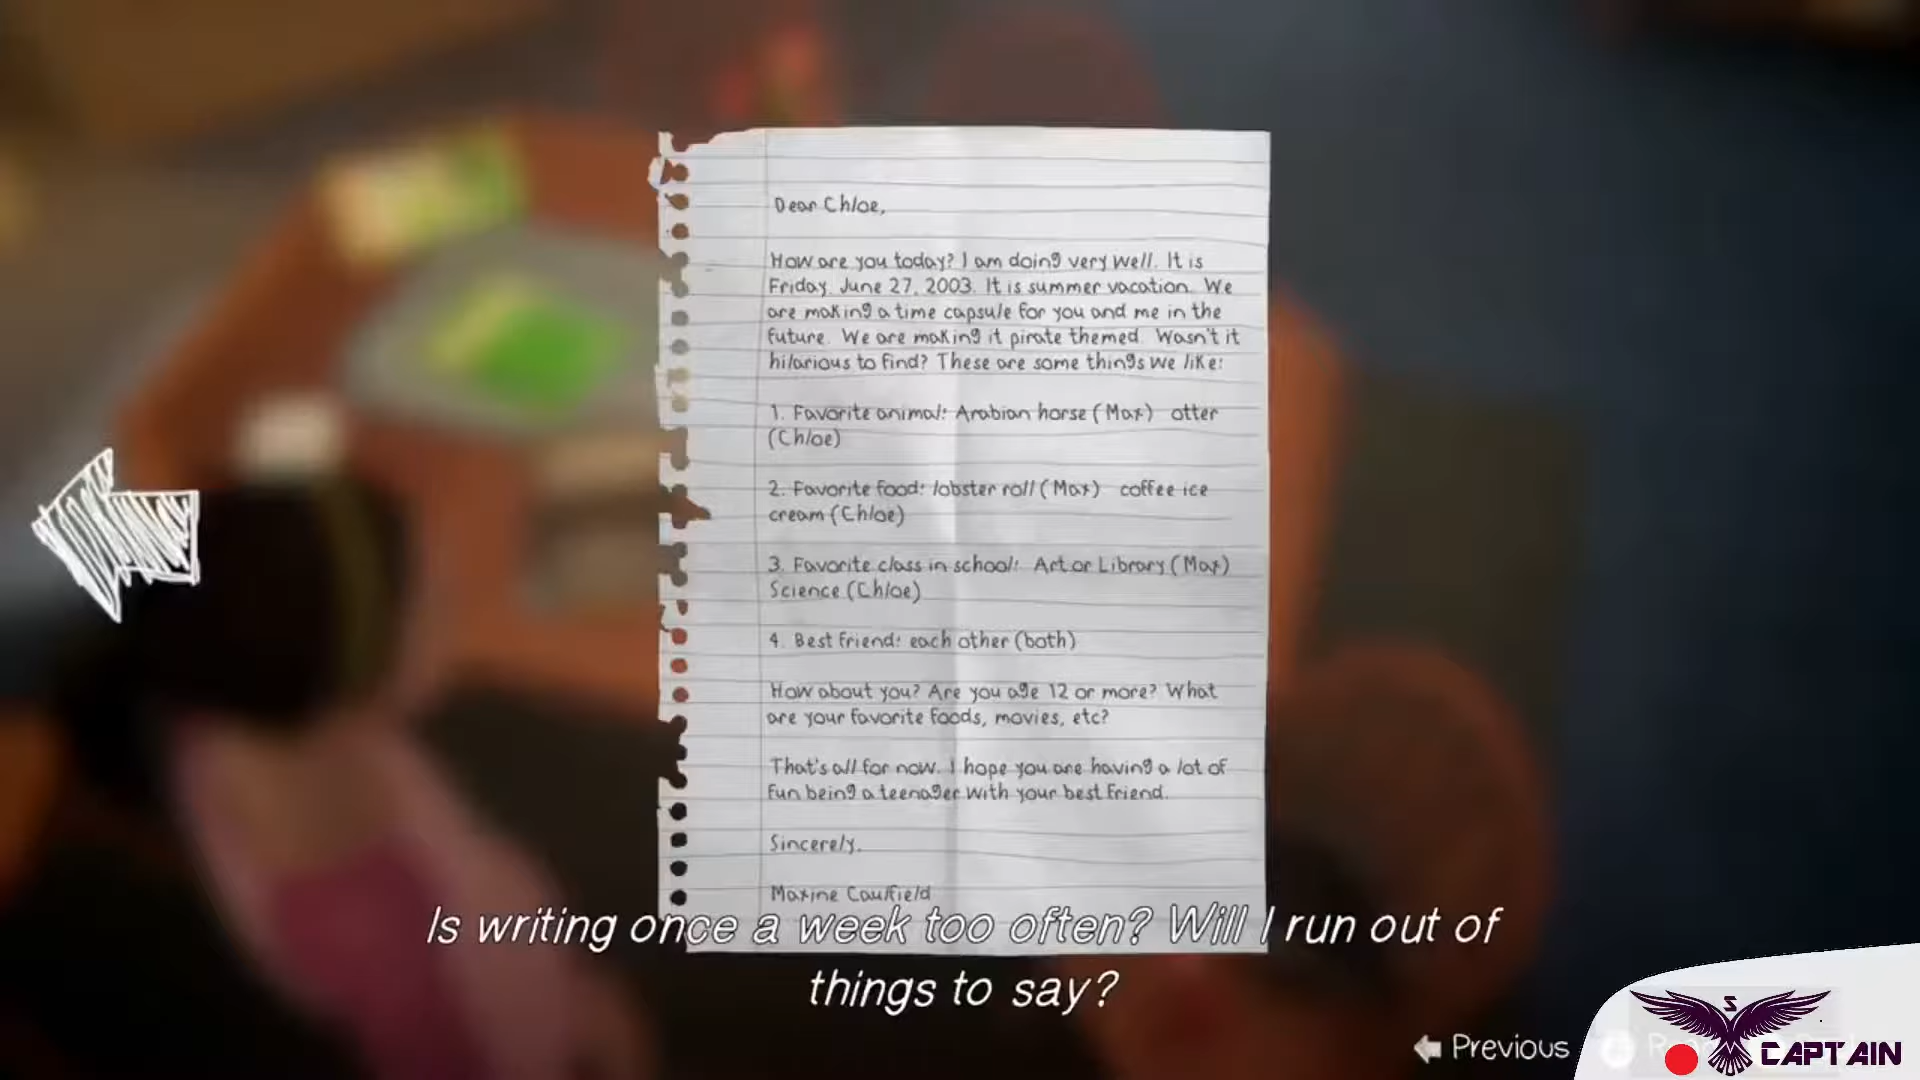 Dear Chloe,
How are you today? I am doing very well. It is
Friday, June 27, 2003. It is summer vacation. We
are making a time capsule for you and me in the
future. We are making it pirate themed. Wasn't it
hilarious to find? These are some things we like:
1. Favorite animal: Arabian horse (Max) otter
(Chloe)
2. Favorite food: lobster roll (Max) coffee ice
cream (Chloe)
3. Favorite class in school: Art or Library (Max)
Science (Chloe)
4. Best friend: each other (both)
How about you? Are you age 12 or more? What
are your favorite foods, movies, etc?
That's all for now. I hope you are having a lot of
fun being a teenager with your best friend.
Sincerely,
Maxine Caulfield
Is writing once a week too often? Will I run out of
things to say?
Previous
S
CAPTAIN